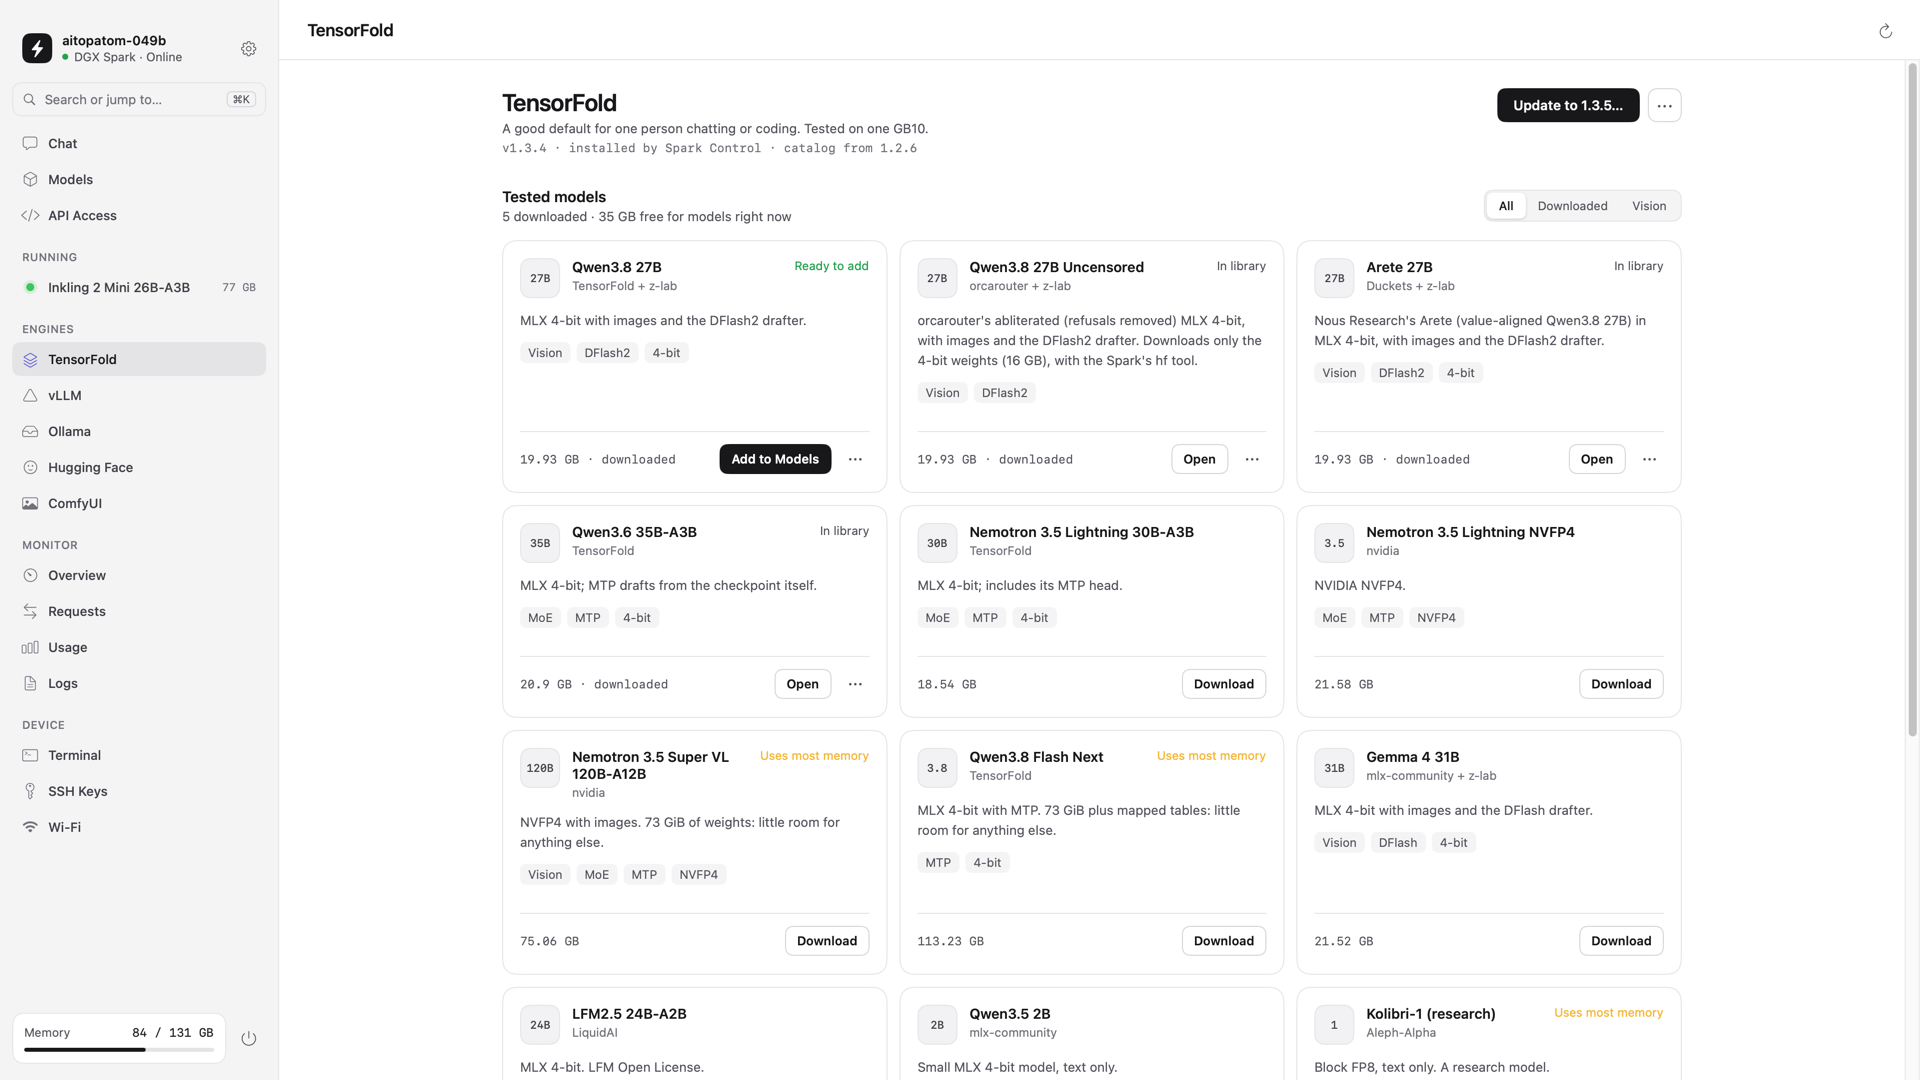 aitopatom-049b
DGX Spark · Online
Search or jump to...
⌘K
Chat
Models
API Access
RUNNING
Inkling 2 Mini 26B-A3B 77 GB
ENGINES
TensorFold
vLLM
Ollama
Hugging Face
ComfyUI
MONITOR
Overview
Requests
Usage
Logs
DEVICE
Terminal
SSH Keys
Wi-Fi
Memory 84 / 131 GB
TensorFold
TensorFold
A good default for one person chatting or coding. Tested on one GB10.
v1.3.4 · installed by Spark Control · catalog from 1.2.6
Update to 1.3.5...
Tested models
5 downloaded · 35 GB free for models right now
All Downloaded Vision
27B
Qwen3.8 27B
Ready to add
TensorFold + z-lab
MLX 4-bit with images and the DFlash2 drafter.
Vision DFlash2 4-bit
19.93 GB · downloaded
Add to Models
27B
Qwen3.8 27B Uncensored
In library
orcarouter + z-lab
orcarouter's abliterated (refusals removed) MLX 4-bit,
with images and the DFlash2 drafter. Downloads only the
4-bit weights (16 GB), with the Spark's hf tool.
Vision DFlash2
19.93 GB · downloaded
Open
27B
Arete 27B
In library
Duckets + z-lab
Nous Research's Arete (value-aligned Qwen3.8 27B) in
MLX 4-bit, with images and the DFlash2 drafter.
Vision DFlash2 4-bit
19.93 GB · downloaded
Open
35B
Qwen3.6 35B-A3B
In library
TensorFold
MLX 4-bit; MTP drafts from the checkpoint itself.
MoE MTP 4-bit
20.9 GB · downloaded
Open
30B
Nemotron 3.5 Lightning 30B-A3B
TensorFold
MLX 4-bit; includes its MTP head.
MoE MTP 4-bit
18.54 GB
Download
3.5
Nemotron 3.5 Lightning NVFP4
nvidia
NVIDIA NVFP4.
MoE MTP NVFP4
21.58 GB
Download
120B
Nemotron 3.5 Super VL
120B-A12B
Uses most memory
nvidia
NVFP4 with images. 73 GiB of weights: little room for
anything else.
Vision MoE MTP NVFP4
75.06 GB
Download
3.8
Qwen3.8 Flash Next
Uses most memory
TensorFold
MLX 4-bit with MTP. 73 GiB plus mapped tables: little
room for anything else.
MTP 4-bit
113.23 GB
Download
31B
Gemma 4 31B
mlx-community + z-lab
MLX 4-bit with images and the DFlash drafter.
Vision DFlash 4-bit
21.52 GB
Download
24B
LFM2.5 24B-A2B
LiquidAI
MLX 4-bit. LFM Open License.
2B
Qwen3.5 2B
mlx-community
Small MLX 4-bit model, text only.
1
Kolibri-1 (research)
Uses most memory
Aleph-Alpha
Block FP8, text only. A research model.